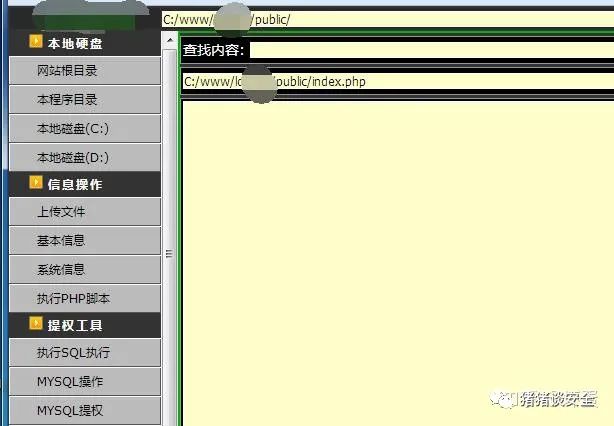 C:/www/ /public/
本地硬盘
网站根目录
本程序目录
本地磁盘(C:)
本地磁盘(D:)
信息操作
上传文件
基本信息
系统信息
执行PHP脚本
提权工具
执行SQL执行
MYSQL操作
MYSQL提权
查找内容:
C:/www/ /public/index.php
猪猪谈安全